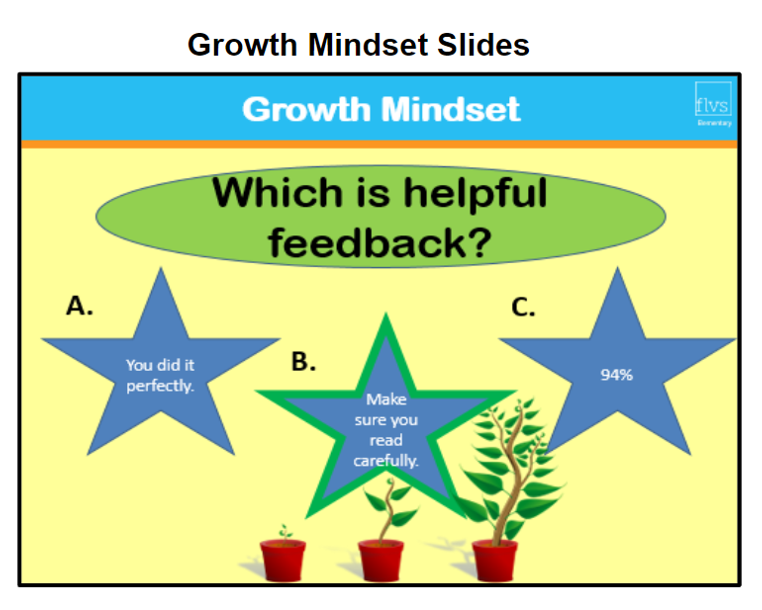 Growth Mindset Slides
Growth Mindset
flvs
Elementary
Which is helpful
feedback?
A.
You did it
perfectly.
B.
Make
sure you
read
carefully.
C.
94%